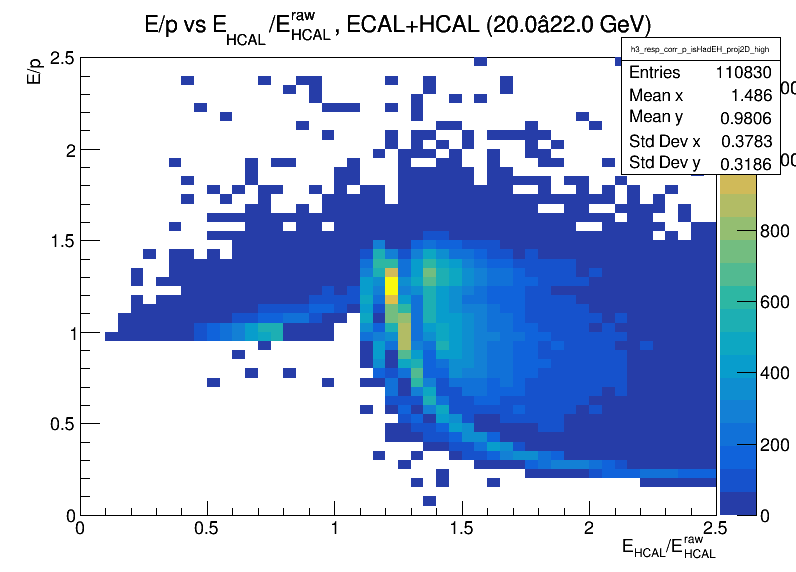 E/p vs E_HCAL/E_HCAL^raw, ECAL+HCAL (20.0â22.0 GeV)
h3_resp_corr_p_isHadEH_proj2D_high
Entries 110830
Mean x 1.486
Mean y 0.9806
Std Dev x 0.3783
Std Dev y 0.3186
E/p
2.5
2
1.5
1
0.5
0
0 0.5 1 1.5 2 2.5
E_HCAL/E_HCAL^raw
00
00
800
600
400
200
0